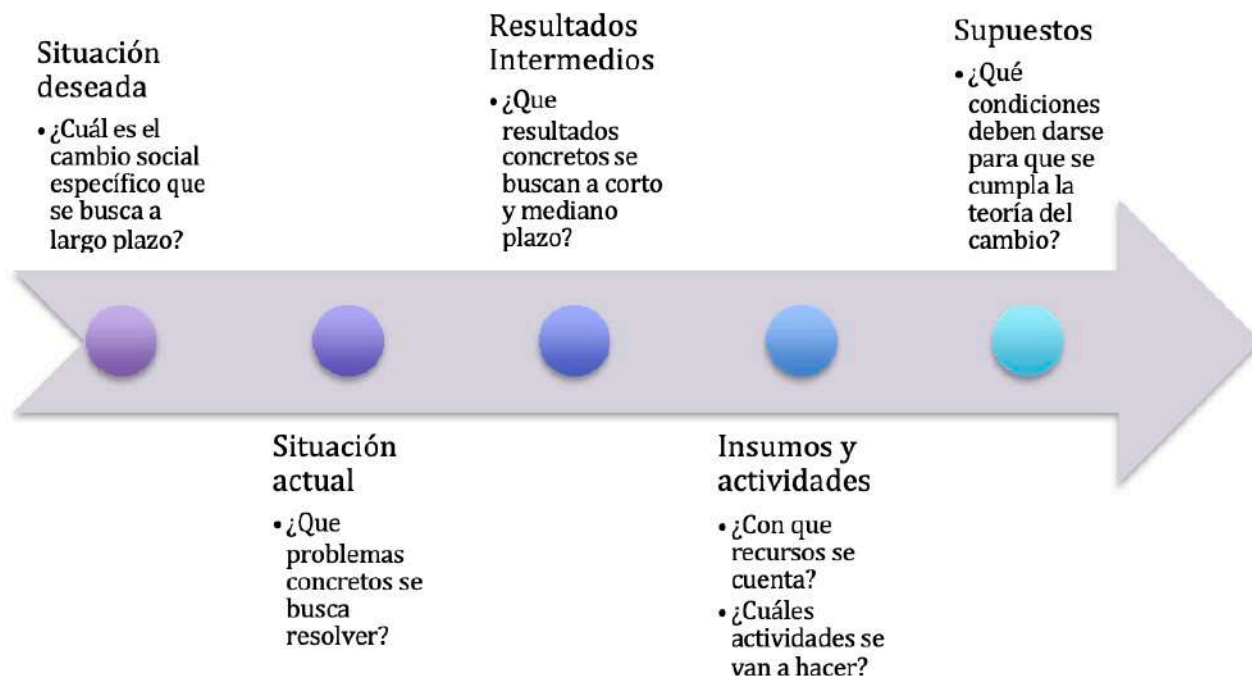 Situación
deseada
• ¿Cuál es el
cambio social
específico que
se busca a
largo plazo?
Situación
actual
• ¿Que
problemas
concretos se
busca
resolver?
Resultados
Intermedios
• ¿Que
resultados
concretos se
buscan a corto
y mediano
plazo?
Insumos y
actividades
• ¿Con que
recursos se
cuenta?
• ¿Cuáles
actividades se
van a hacer?
Supuestos
• ¿Qué
condiciones
deben darse
para que se
cumpla la
teoría del
cambio?